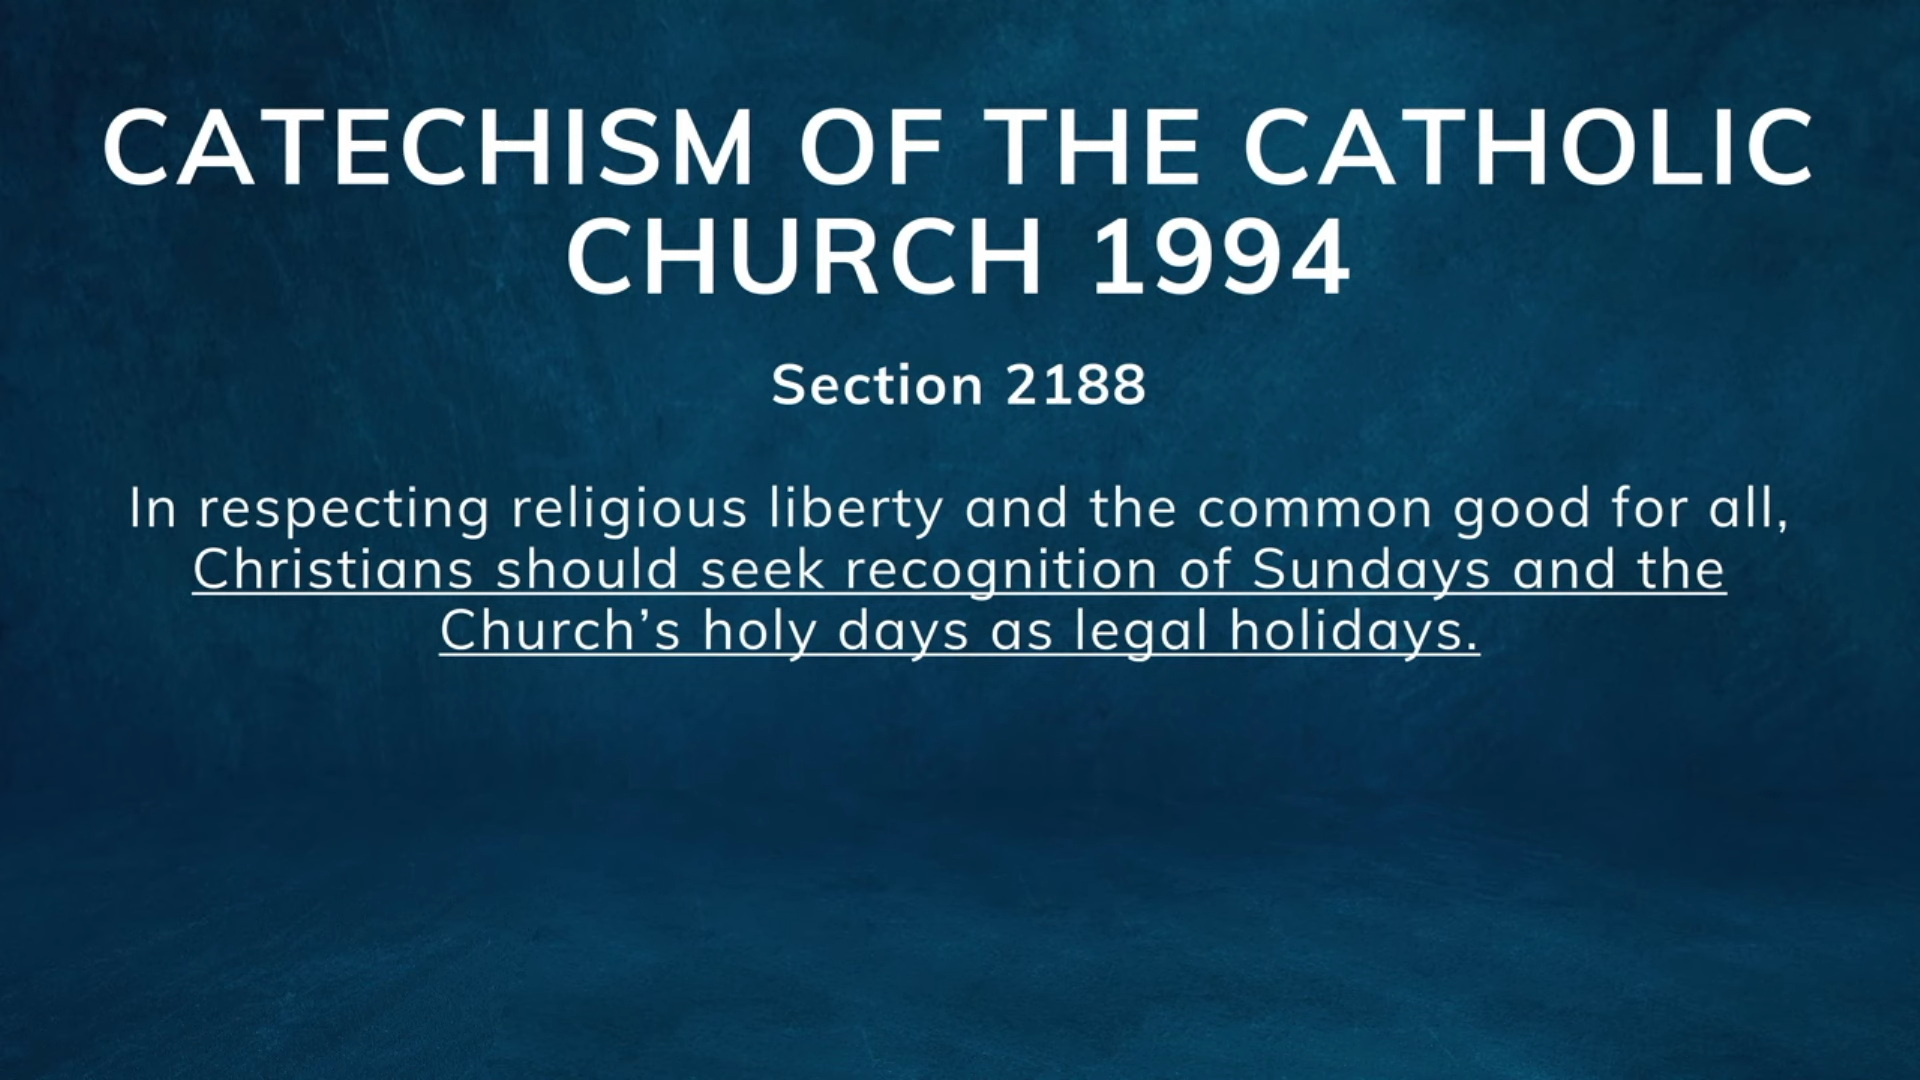 CATECHISM OF THE CATHOLIC
CHURCH 1994
Section 2188
In respecting religious liberty and the common good for all,
Christians should seek recognition of Sundays and the
Church’s holy days as legal holidays.